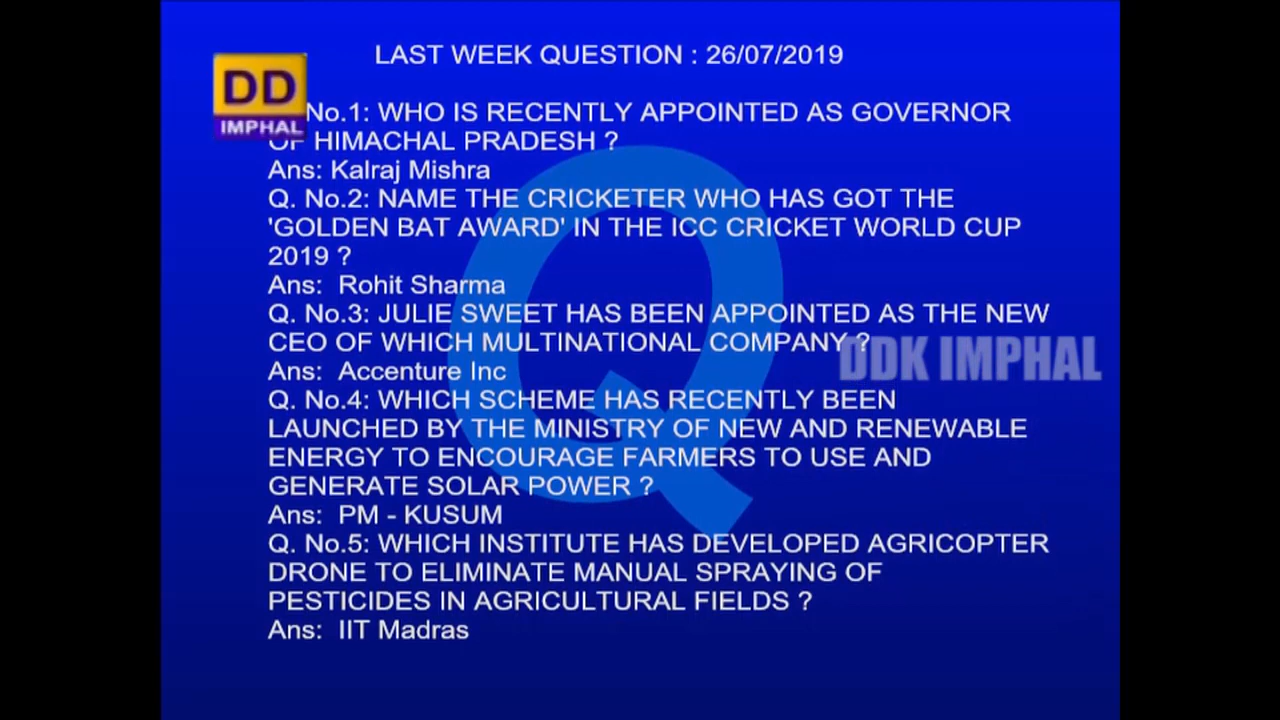 LAST WEEK QUESTION : 26/07/2019
DD
IMPHAL
No.1: WHO IS RECENTLY APPOINTED AS GOVERNOR
OF HIMACHAL PRADESH ?
Ans: Kalraj Mishra
Q. No.2: NAME THE CRICKETER WHO HAS GOT THE
'GOLDEN BAT AWARD' IN THE ICC CRICKET WORLD CUP
2019 ?
Ans: Rohit Sharma
Q. No.3: JULIE SWEET HAS BEEN APPOINTED AS THE NEW
CEO OF WHICH MULTINATIONAL COMPANY ?
DDK IMPHAL
Ans: Accenture Inc
Q. No.4: WHICH SCHEME HAS RECENTLY BEEN
LAUNCHED BY THE MINISTRY OF NEW AND RENEWABLE
ENERGY TO ENCOURAGE FARMERS TO USE AND
GENERATE SOLAR POWER ?
Ans: PM - KUSUM
Q. No.5: WHICH INSTITUTE HAS DEVELOPED AGRICOPTER
DRONE TO ELIMINATE MANUAL SPRAYING OF
PESTICIDES IN AGRICULTURAL FIELDS ?
Ans: IIT Madras
Q